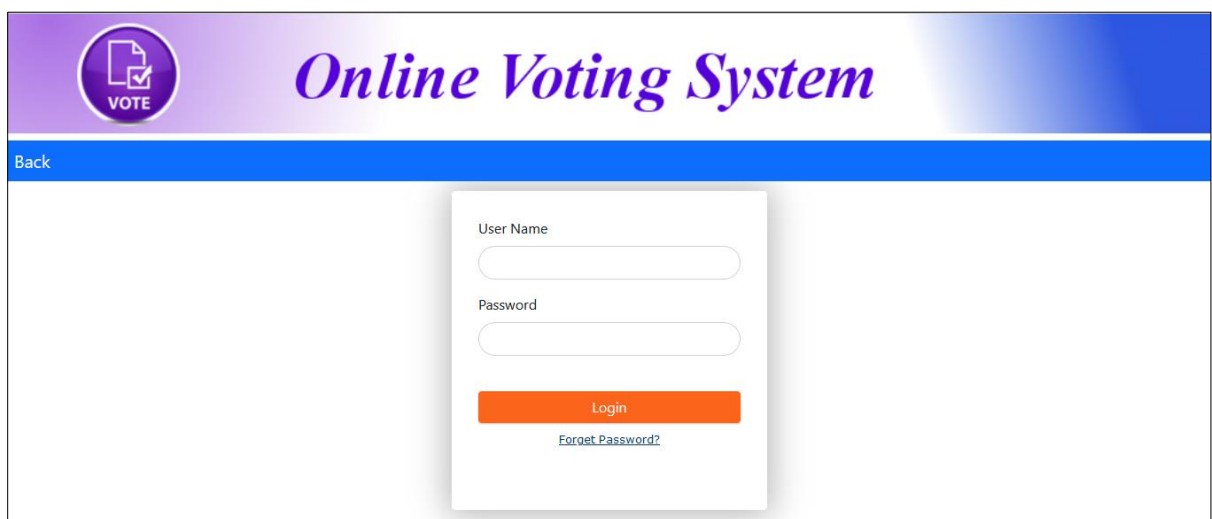 VOTE
Online Voting System
Back
User Name
Password
Login
Forget Password?